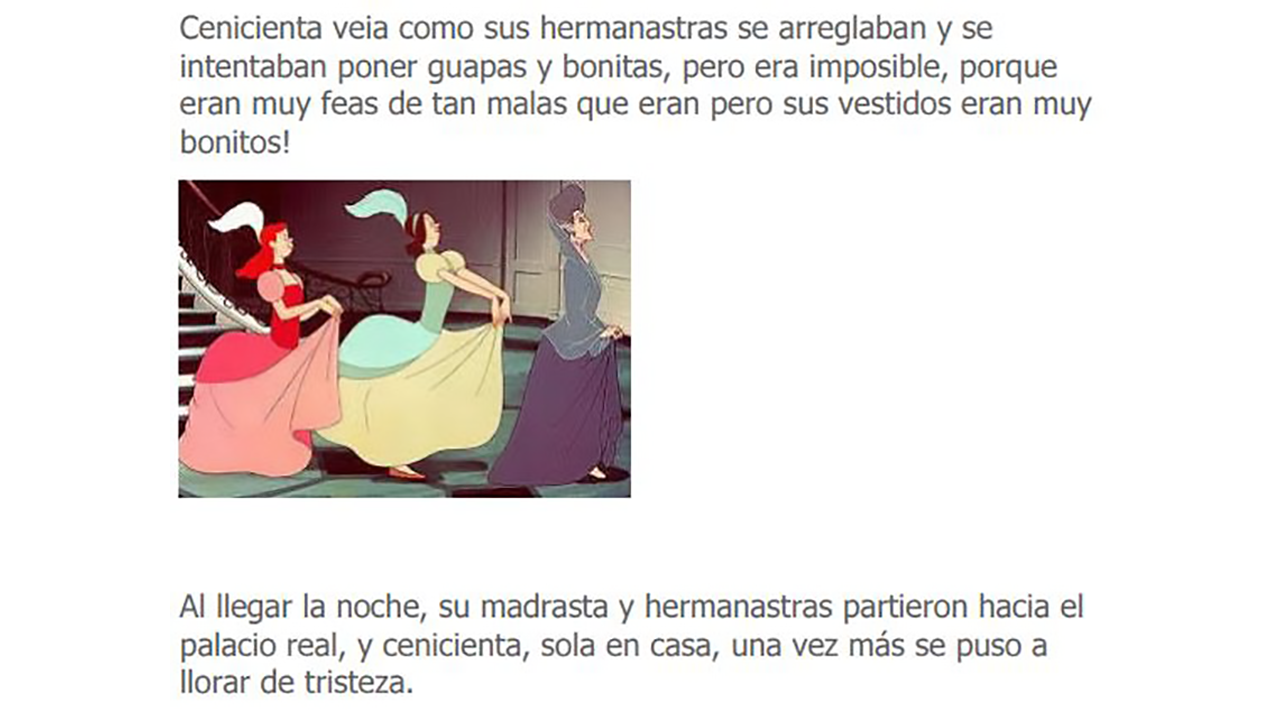 Cenicienta veia como sus hermanastras se arreglaban y se
intentaban poner guapas y bonitas, pero era imposible, porque
eran muy feas de tan malas que eran pero sus vestidos eran muy
bonitos!
Al llegar la noche, su madrasta y hermanastras partieron hacia el
palacio real, y cenicienta, sola en casa, una vez más se puso a
llorar de tristeza.